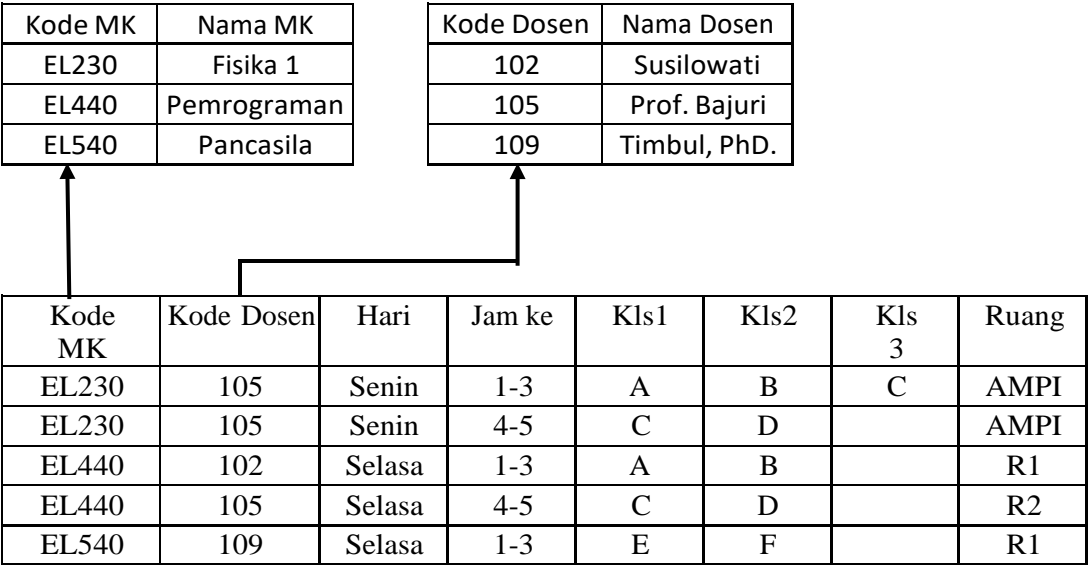 Kode MK Nama MK
EL230 Fisika 1
EL440 Pemrograman
EL540 Pancasila
Kode Dosen Nama Dosen
102 Susilowati
105 Prof. Bajuri
109 Timbul, PhD.
Kode MK Kode Dosen Hari Jam ke Kls1 Kls2 Kls 3 Ruang
EL230 105 Senin 1-3 A B C AMPI
EL230 105 Senin 4-5 C D AMPI
EL440 102 Selasa 1-3 A B R1
EL440 105 Selasa 4-5 C D R2
EL540 109 Selasa 1-3 E F R1